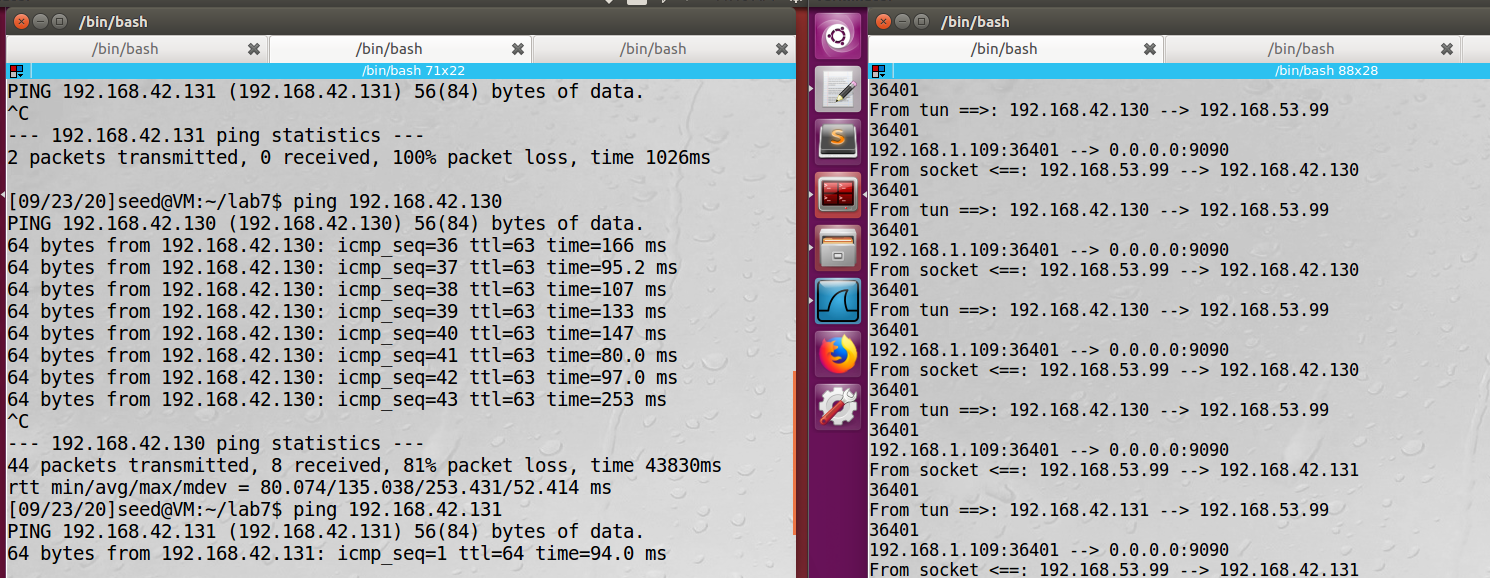 /bin/bash
/bin/bash
/bin/bash
/bin/bash
/bin/bash 71x22
PING 192.168.42.131 (192.168.42.131) 56(84) bytes of data.
^C
--- 192.168.42.131 ping statistics ---
2 packets transmitted, 0 received, 100% packet loss, time 1026ms
[09/23/20]seed@VM:~/lab7$ ping 192.168.42.130
PING 192.168.42.130 (192.168.42.130) 56(84) bytes of data.
64 bytes from 192.168.42.130: icmp_seq=36 ttl=63 time=166 ms
64 bytes from 192.168.42.130: icmp_seq=37 ttl=63 time=95.2 ms
64 bytes from 192.168.42.130: icmp_seq=38 ttl=63 time=107 ms
64 bytes from 192.168.42.130: icmp_seq=39 ttl=63 time=133 ms
64 bytes from 192.168.42.130: icmp_seq=40 ttl=63 time=147 ms
64 bytes from 192.168.42.130: icmp_seq=41 ttl=63 time=80.0 ms
64 bytes from 192.168.42.130: icmp_seq=42 ttl=63 time=97.0 ms
64 bytes from 192.168.42.130: icmp_seq=43 ttl=63 time=253 ms
^C
--- 192.168.42.130 ping statistics ---
44 packets transmitted, 8 received, 81% packet loss, time 43830ms
rtt min/avg/max/mdev = 80.074/135.038/253.431/52.414 ms
[09/23/20]seed@VM:~/lab7$ ping 192.168.42.131
PING 192.168.42.131 (192.168.42.131) 56(84) bytes of data.
64 bytes from 192.168.42.131: icmp_seq=1 ttl=64 time=94.0 ms
S
/bin/bash
/bin/bash
/bin/bash
/bin/bash 88x28
36401
From tun ==>: 192.168.42.130 --> 192.168.53.99
36401
192.168.1.109:36401 --> 0.0.0.0:9090
From socket <==: 192.168.53.99 --> 192.168.42.130
36401
From tun ==>: 192.168.42.130 --> 192.168.53.99
36401
192.168.1.109:36401 --> 0.0.0.0:9090
From socket <==: 192.168.53.99 --> 192.168.42.130
36401
From tun ==>: 192.168.42.130 --> 192.168.53.99
36401
192.168.1.109:36401 --> 0.0.0.0:9090
From socket <==: 192.168.53.99 --> 192.168.42.130
36401
From tun ==>: 192.168.42.130 --> 192.168.53.99
36401
192.168.1.109:36401 --> 0.0.0.0:9090
From socket <==: 192.168.53.99 --> 192.168.42.131
36401
From tun ==>: 192.168.42.131 --> 192.168.53.99
36401
192.168.1.109:36401 --> 0.0.0.0:9090
From socket <==: 192.168.53.99 --> 192.168.42.131